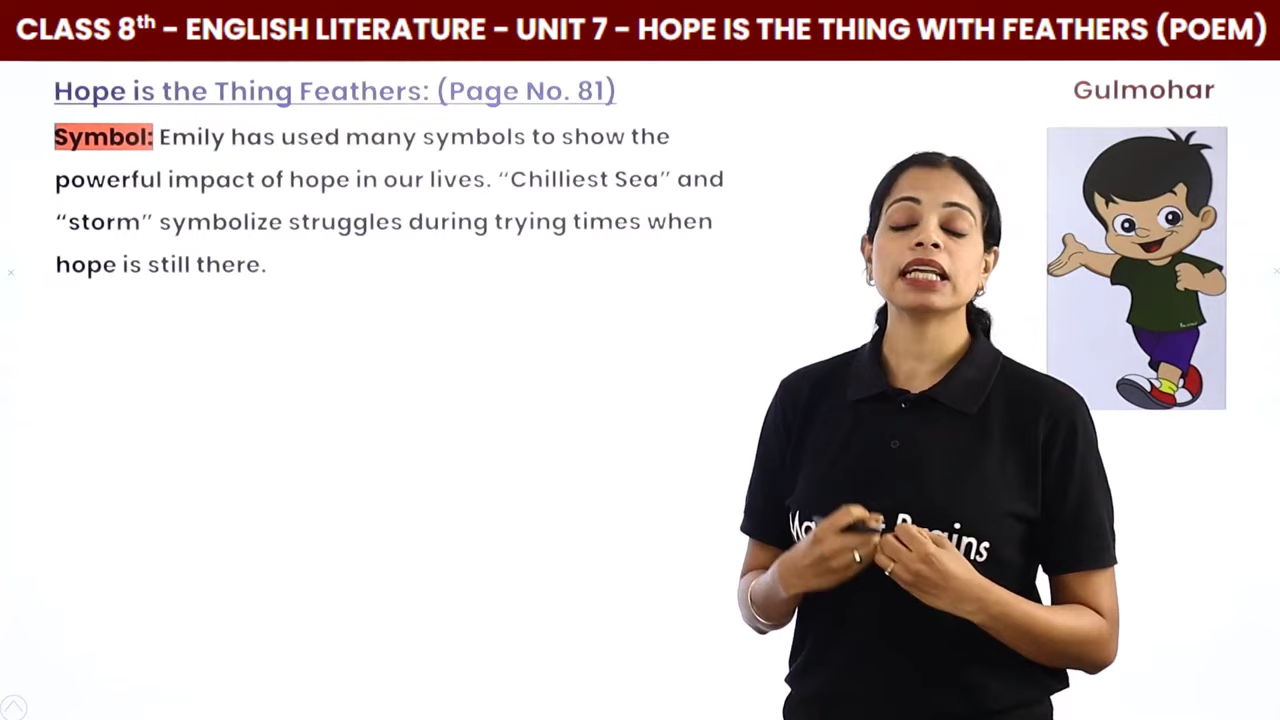 CLASS 8th - ENGLISH LITERATURE - UNIT 7 - HOPE IS THE THING WITH FEATHERS (POEM)
Hope is the Thing Feathers: (Page No. 81)
Gulmohar
Symbol: Emily has used many symbols to show the
powerful impact of hope in our lives. “Chilliest Sea” and
“storm” symbolize struggles during trying times when
hope is still there.